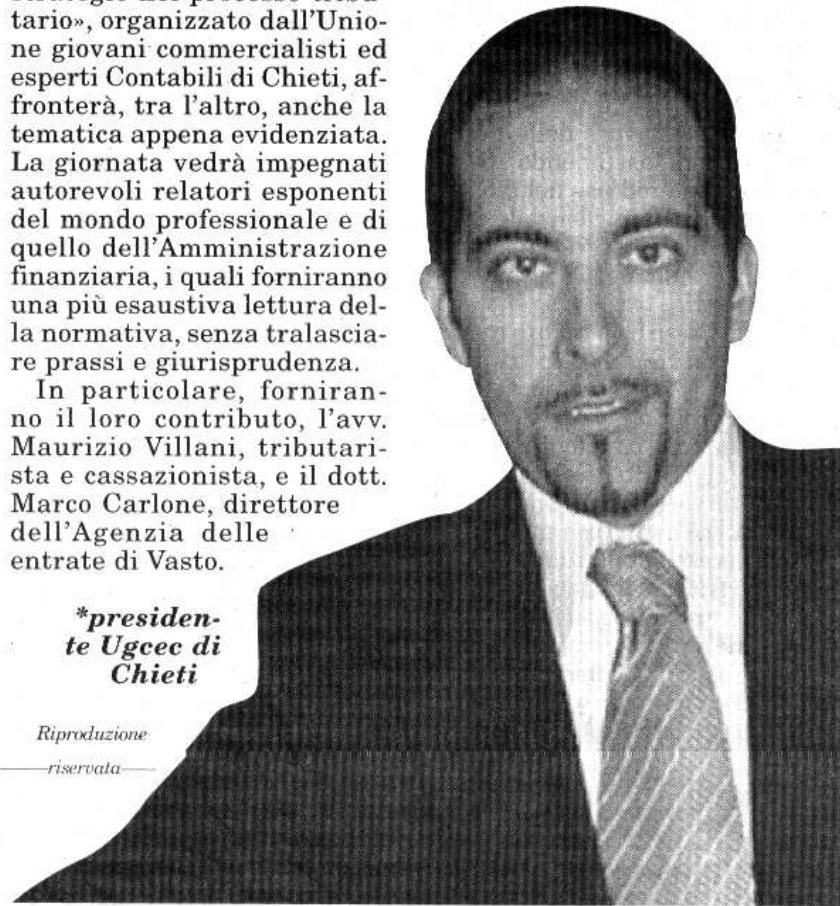 strategie nel processo tribu-
tario», organizzato dall'Unio-
ne giovani commercialisti ed
esperti Contabili di Chieti, af-
fronterà, tra l'altro, anche la
tematica appena evidenziata.
La giornata vedrà impegnati
autorevoli relatori esponenti
del mondo professionale e di
quello dell'Amministrazione
finanziaria, i quali forniranno
una più esaustiva lettura del-
la normativa, senza tralascia-
re prassi e giurisprudenza.
In particolare, forniran-
no il loro contributo, l'avv.
Maurizio Villani, tributari-
sta e cassazionista, e il dott.
Marco Carlone, direttore
dell'Agenzia delle
entrate di Vasto.
*presiden-
te Ugcec di
Chieti
Riproduzione
riservata